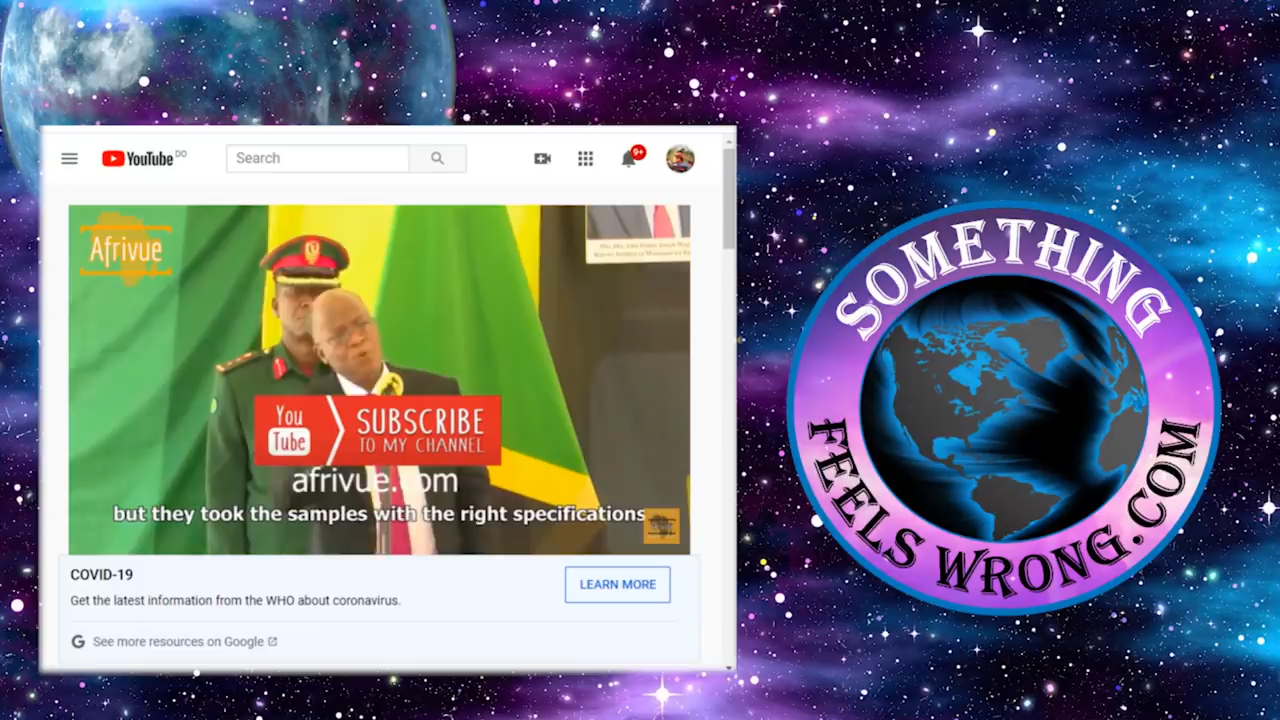 YouTube DO
Search
9+
Afrivue
You
Tube
SUBSCRIBE
TO MY CHANNEL
afrivue.com
but they took the samples with the right specifications
COVID-19
Get the latest information from the WHO about coronavirus.
LEARN MORE
G See more resources on Google
SOMETHING
FEELS WRONG.COM